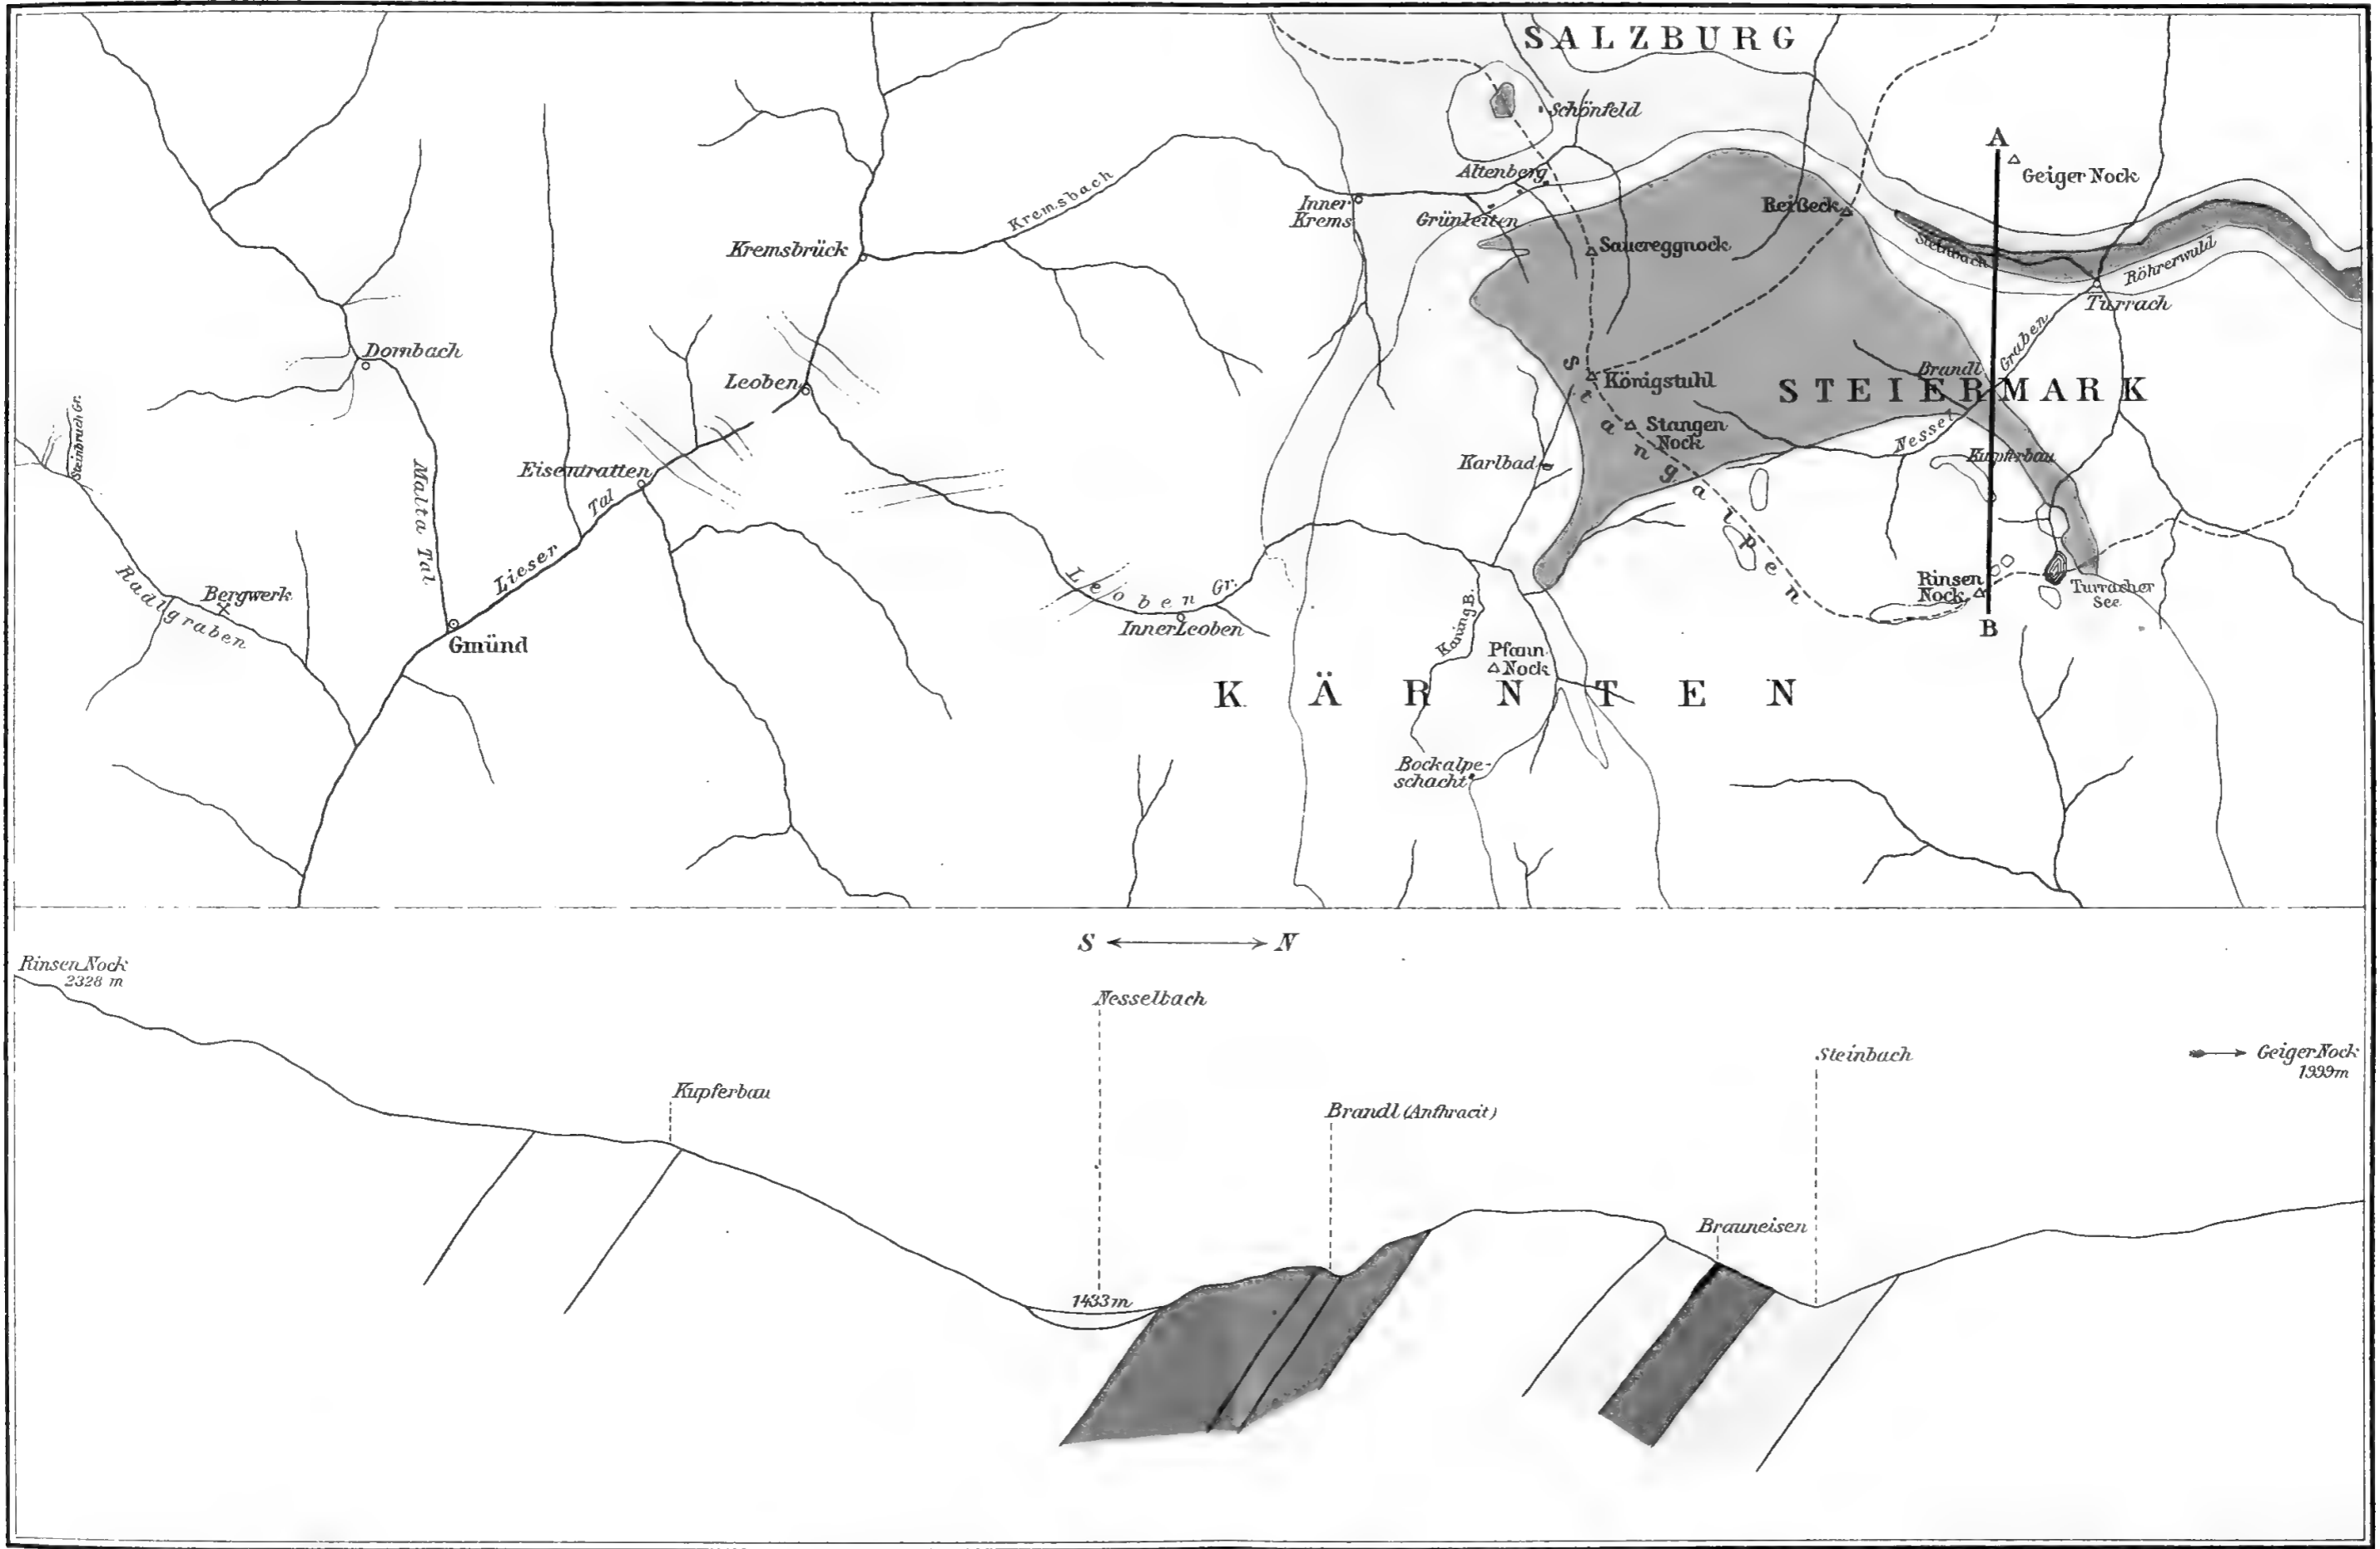 SALZBURG
Schönfeld
A
Geiger Nock
Altenberg
Kremsbach
Inner
Krems
Grünleiten
Reißeck
Kremsbrück
Sauereggnock
Steinbach
Röhrerwald
Turrach
Dornbach
Leoben
Königstuhl
Brandl
Graben
STEIERMARK
Stangen
Nock
Steinbruch Gr.
Eisentratten
Karlbad
Nessel
Kupferbau
Malta Tal
Lieser Tal
Stangalpen
Radlgraben
Bergwerk
Leoben Gr.
Rinsen
Nock
Turracher
See
Inner Leoben
Kaning B.
B
Gmünd
Pfann
Nock
KÄRNTEN
Bockalpe-
schacht
S N
Rinsen Nock
2328 m
Nesselbach
Steinbach
Geiger Nock
1999 m
Kupferbau
Brandl (Anthracit)
Brauneisen
1433 m